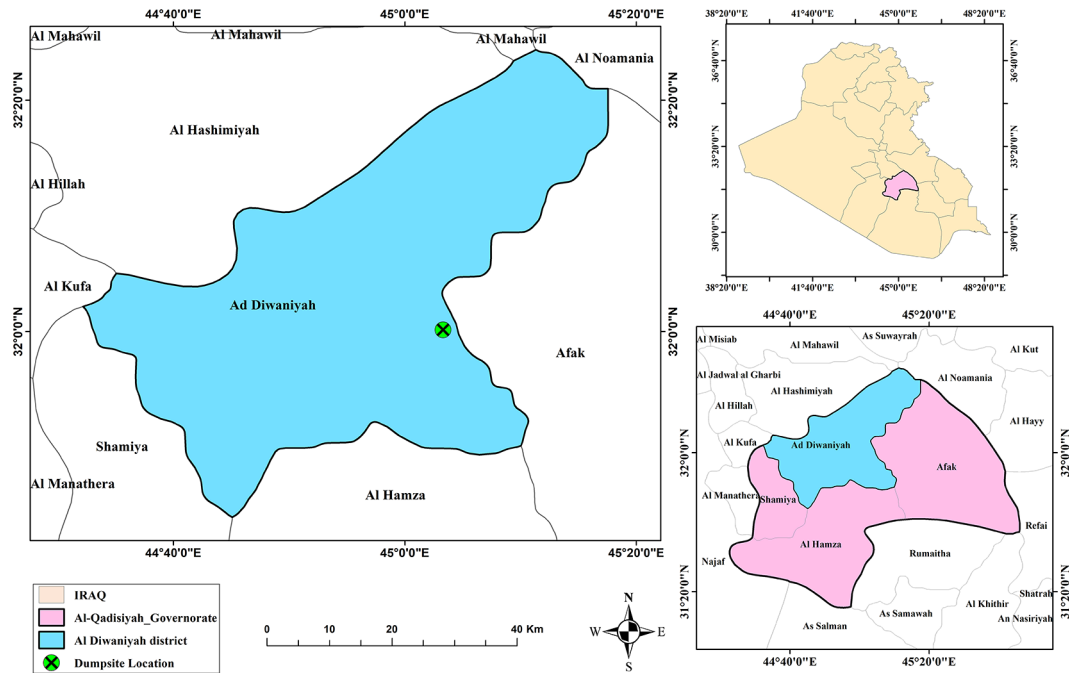 44°40'0"E 45°0'0"E 45°20'0"E
Al Mahawil Al Mahawil Al Mahawil
Al Noamania
32°20'0"N 32°20'0"N
Al Hashimiyah
Al Hillah
Al Kufa
Ad Diwaniyah
32°0'0"N 32°0'0"N
Afak
Shamiya
Al Manathera
Al Hamza
44°40'0"E 45°0'0"E 45°20'0"E
IRAQ
Al-Qadisiyah_Governorate
Al Diwaniyah district
Dumpsite Location
0 10 20 40 Km
N
W E
S
38°20'0"E 41°40'0"E 45°0'0"E 48°20'0"E
36°40'0"N 36°40'0"N
33°20'0"N 33°20'0"N
30°0'0"N 30°0'0"N
38°20'0"E 41°40'0"E 45°0'0"E 48°20'0"E
44°40'0"E 45°20'0"E
As Suwayrah
Al Misiab
Al Mahawil
Al Kut
Al Jadwal al Gharbi
Al Noamania
Al Hashimiyah
Al Hillah
Al Hayy
Al Kufa
Ad Diwaniyah
32°0'0"N 32°0'0"N
Afak
Al Manathera
Shamiya
Refai
Al Hamza
Rumaitha
Najaf
31°20'0"N 31°20'0"N
Shatrah
Al Khithir
As Samawah
An Nasiriyah
As Salman
44°40'0"E 45°20'0"E